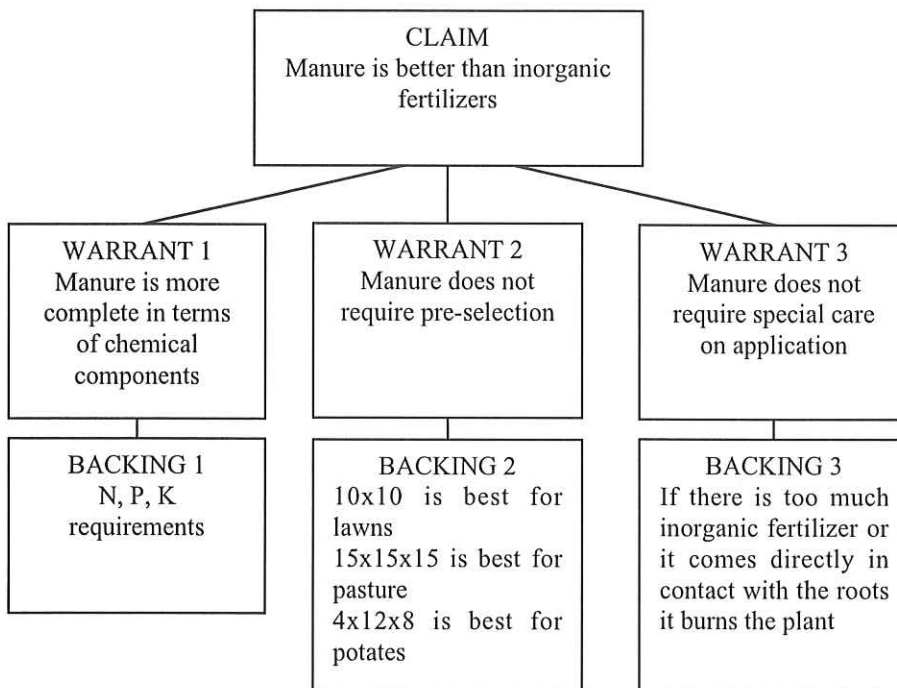 CLAIM
Manure is better than inorganic
fertilizers
WARRANT 1
Manure is more
complete in terms
of chemical
components
WARRANT 2
Manure does not
require pre-selection
WARRANT 3
Manure does not
require special care
on application
BACKING 1
N, P, K
requirements
BACKING 2
10x10 is best for
lawns
15x15x15 is best for
pasture
4x12x8 is best for
potates
BACKING 3
If there is too much
inorganic fertilizer or
it comes directly in
contact with the roots
it burns the plant